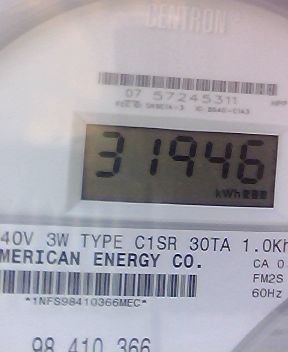 CENTRON
07 57245311
31946
kWh
40V 3W TYPE C1SR 30TA 1.0Kh
MERICAN ENERGY CO.
CA 0.
FM2S
60Hz
*1NFS98410366MEC*
98 410 366